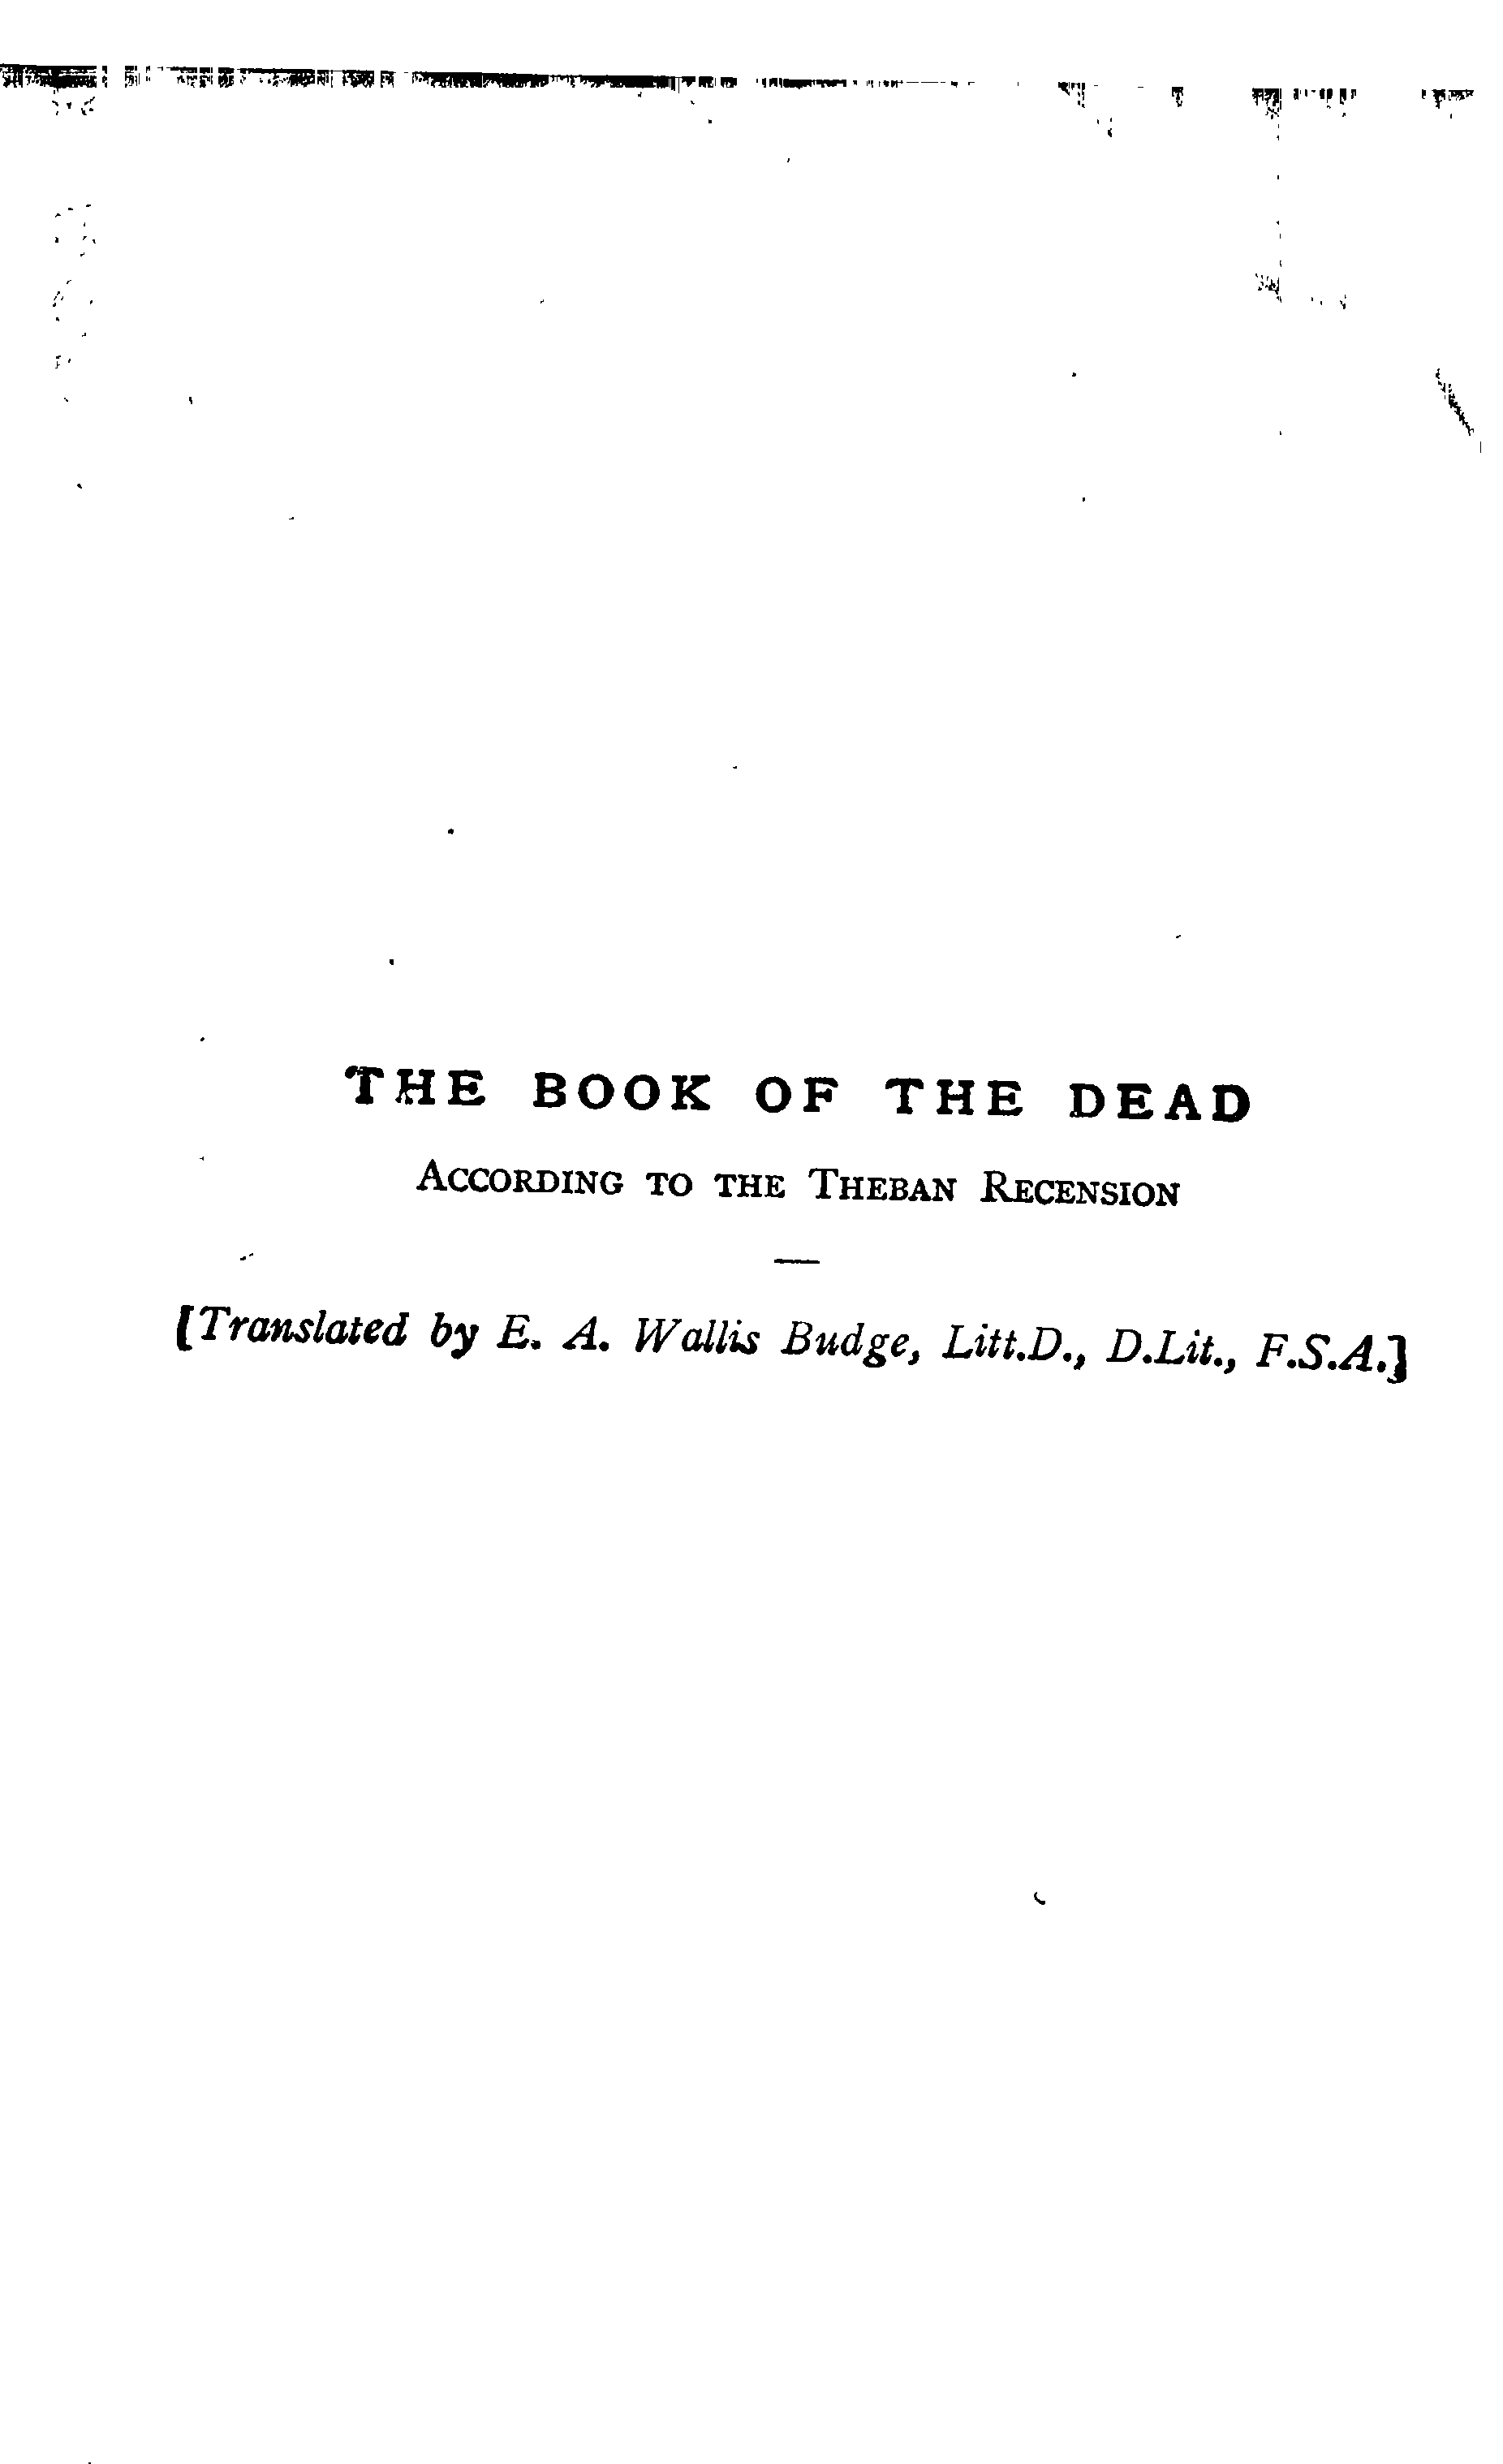 THE BOOK OF THE DEAD
According to the Theban Recension
[Translated by E. A. Wallis Budge, Litt.D., D.Lit., F.S.A.]